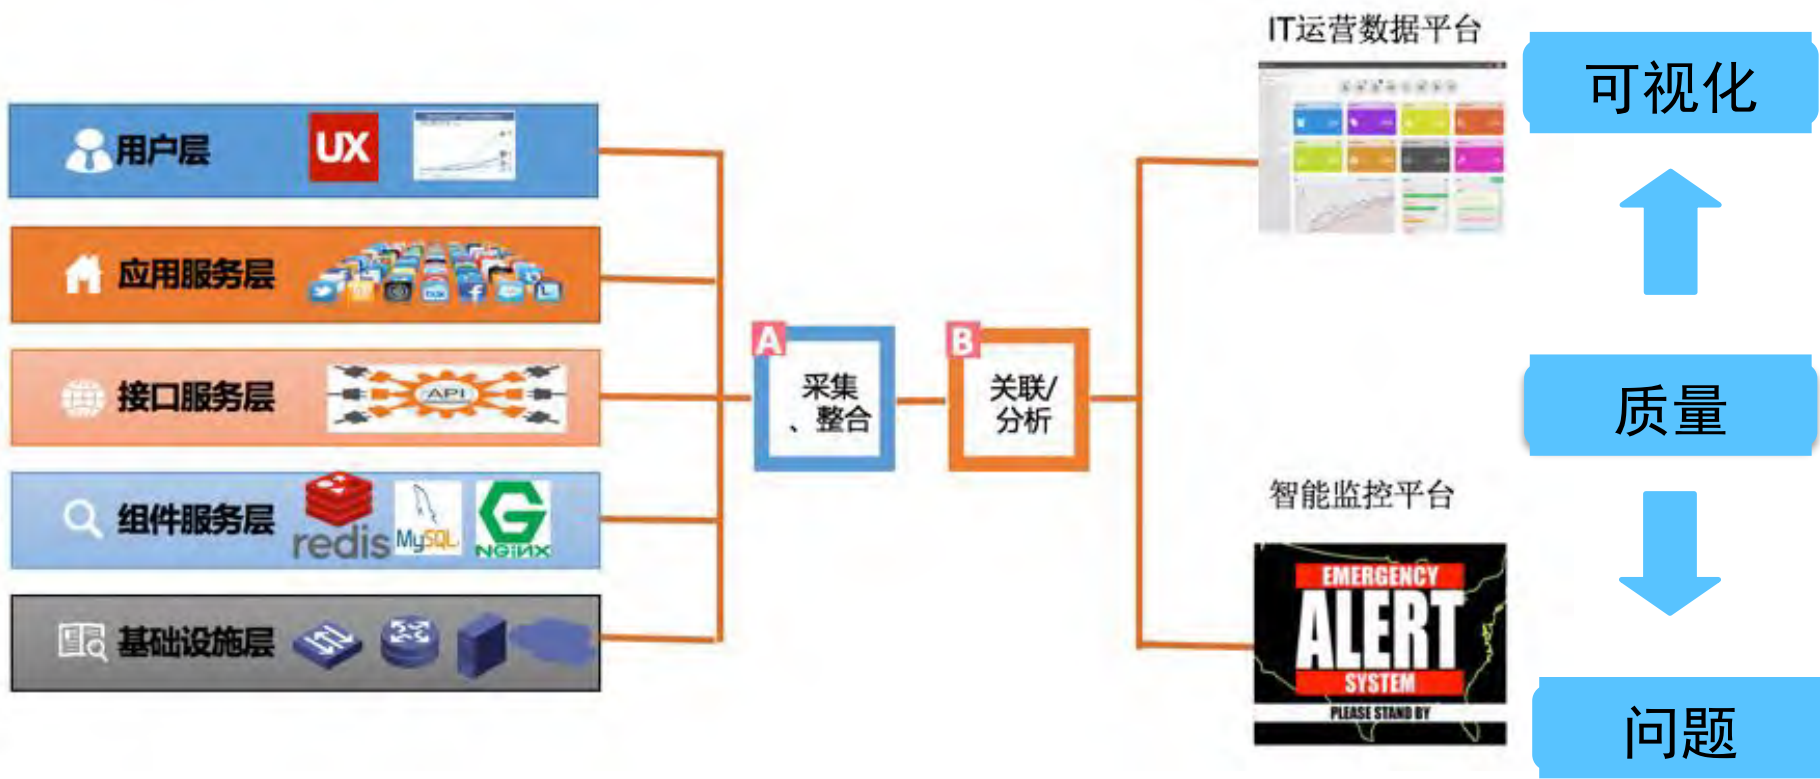 IT运营数据平台
可视化
用户层
UX
应用服务层
接口服务层
API
A
采集
、整合
B
关联/
分析
质量
组件服务层
redis
MySQL
NGiNX
智能监控平台
EMERGENCY
ALERT
SYSTEM
PLEASE STAND BY
基础设施层
问题